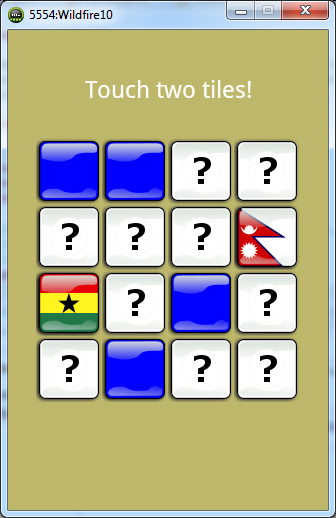 5554:Wildfire10
Touch two tiles!
? ?
? ? ?
? ?
? ? ?